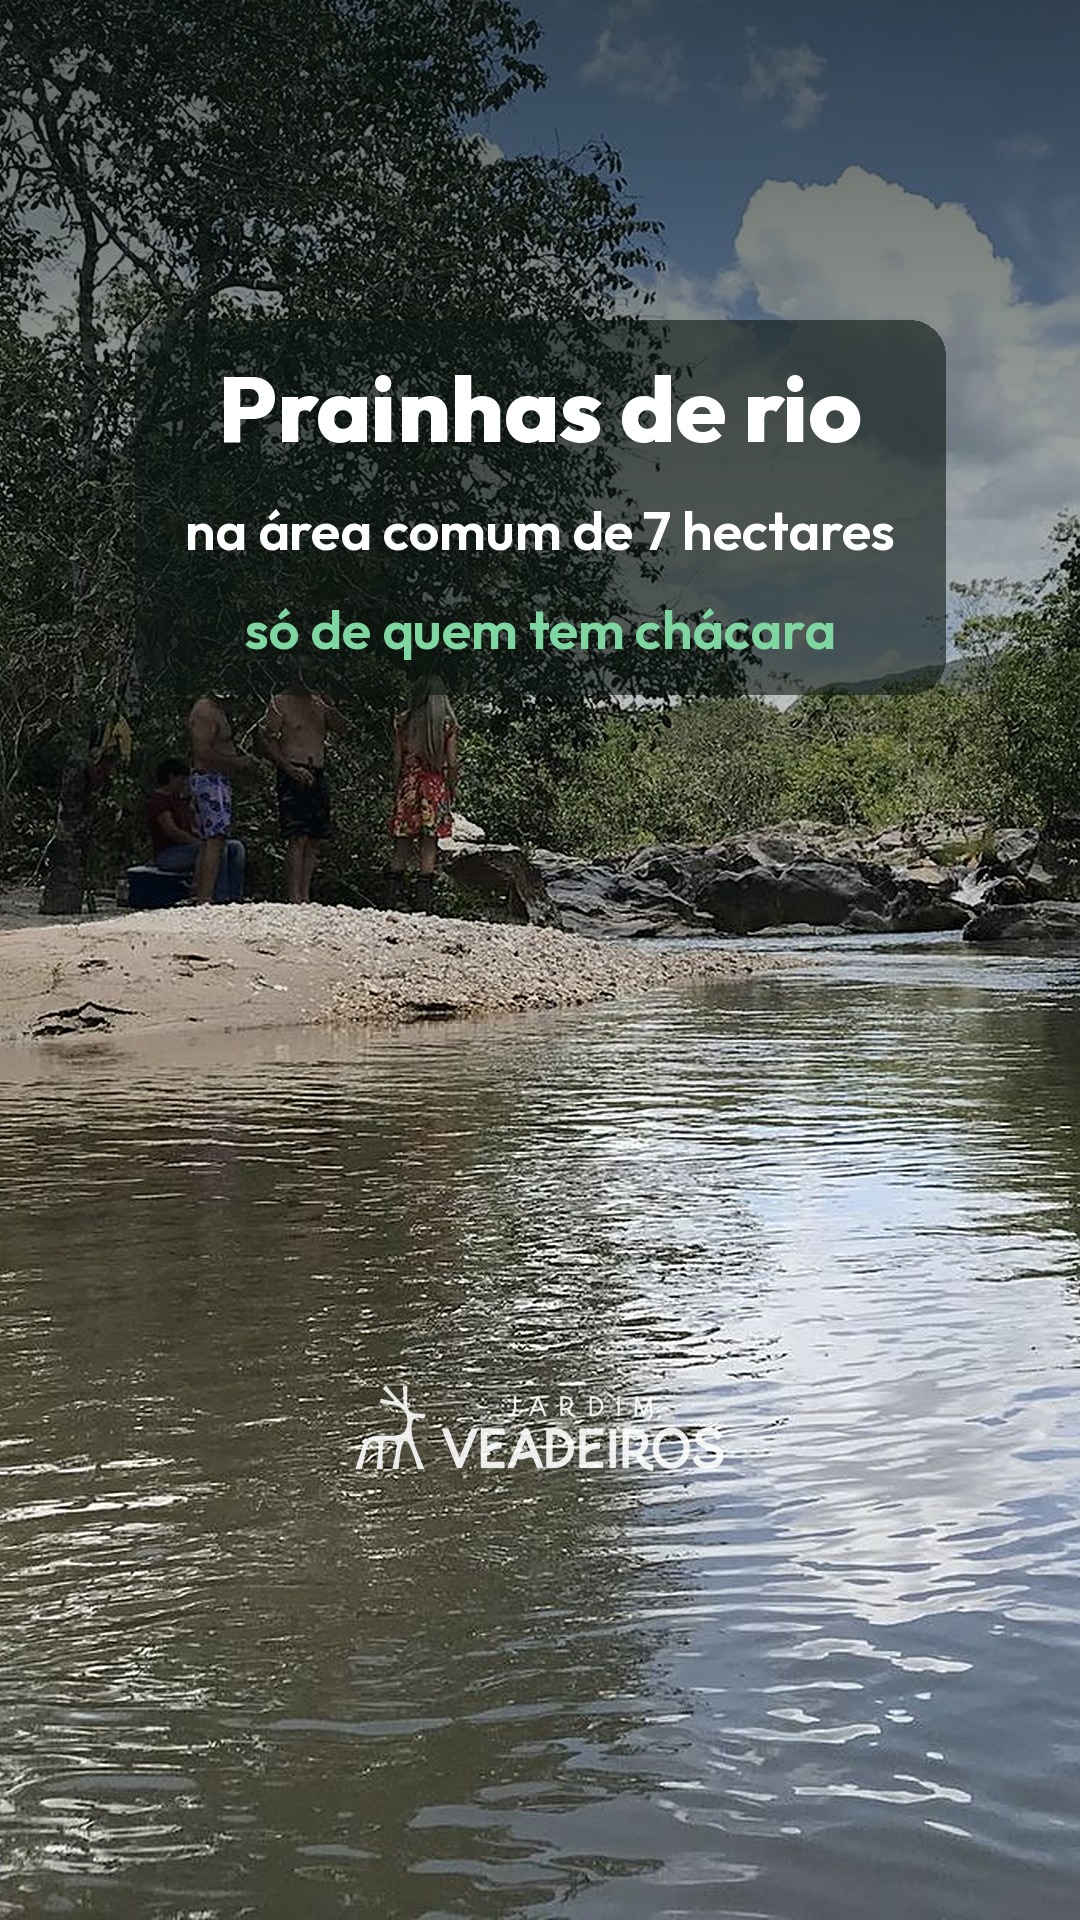 Prainhas de rio
na área comum de 7 hectares
só de quem tem chácara
JARDIM
VEADEIROS